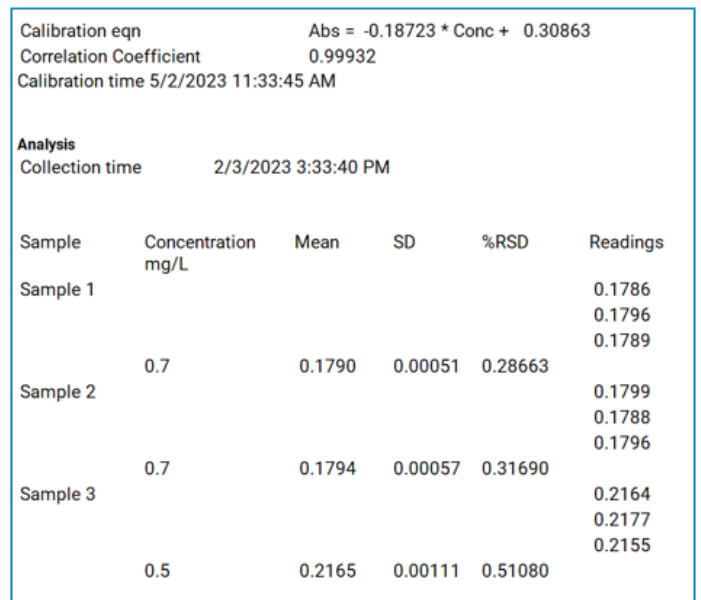 Calibration eqn Abs = -0.18723 * Conc + 0.30863
Correlation Coefficient 0.99932
Calibration time 5/2/2023 11:33:45 AM
Analysis
Collection time 2/3/2023 3:33:40 PM
Sample Concentration Mean SD %RSD Readings
mg/L
Sample 1 0.1786
0.1796
0.1789
0.7 0.1790 0.00051 0.28663
Sample 2 0.1799
0.1788
0.1796
0.7 0.1794 0.00057 0.31690
Sample 3 0.2164
0.2177
0.2155
0.5 0.2165 0.00111 0.51080